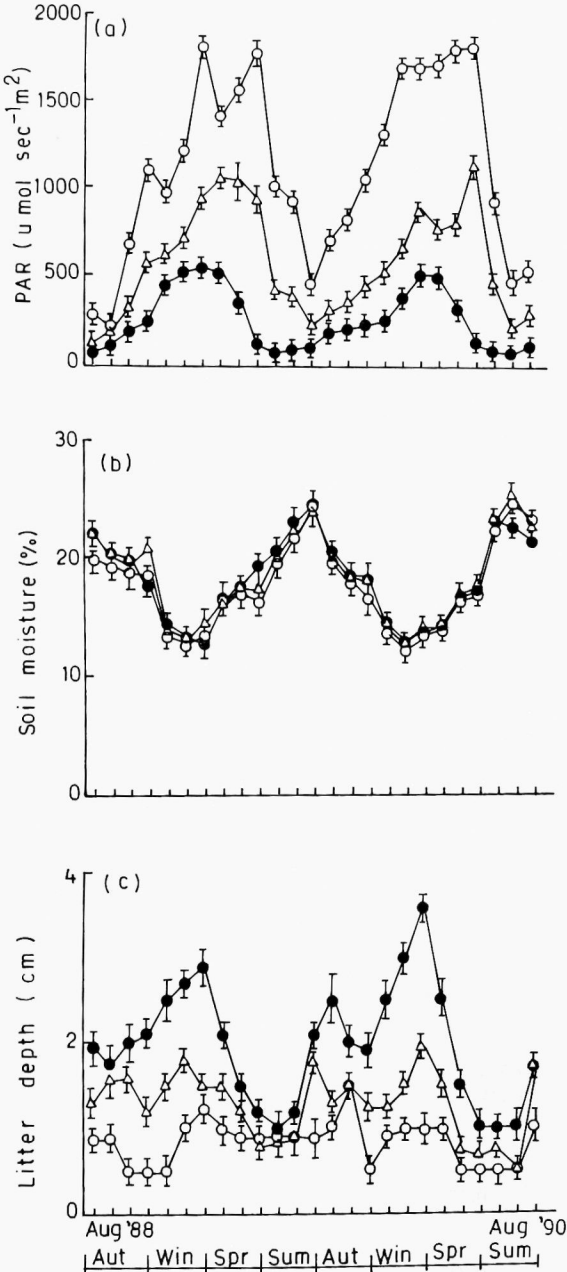 (a)
PAR (u mol sec⁻¹m²)
2000
1500
1000
500
0
(b)
Soil moisture (%)
30
20
10
0
(c)
Litter depth (cm)
4
2
0
Aug '88 Aug '90
Aut Win Spr Sum Aut Win Spr Sum